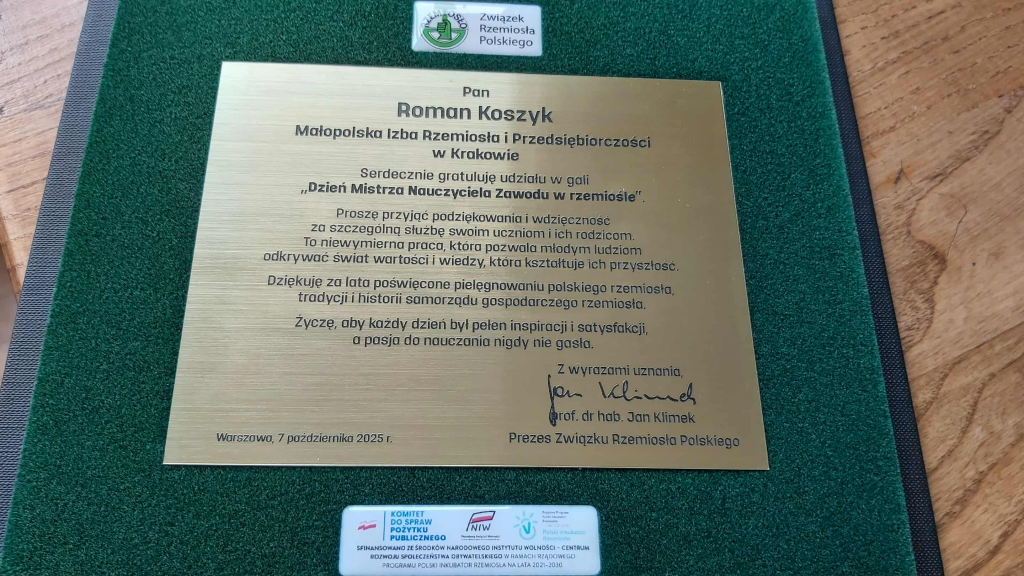 RZEMIOSŁO
Związek
Rzemiosła
Polskiego
Pan
Roman Koszyk
Małopolska Izba Rzemiosła i Przedsiębiorczości
w Krakowie
Serdecznie gratuluję udziału w gali
„Dzień Mistrza Nauczyciela Zawodu w rzemiośle”.
Proszę przyjąć podziękowania i wdzięczność
za szczególną służbę swoim uczniom i ich rodzicom.
To niewymierna praca, która pozwala młodym ludziom
odkrywać świat wartości i wiedzy, która kształtuje ich przyszłość.
Dziękuję za lata poświęcone pielęgnowaniu polskiego rzemiosła,
tradycji i historii samorządu gospodarczego rzemiosła.
Życzę, aby każdy dzień był pełen inspiracji i satysfakcji,
a pasja do nauczania nigdy nie gasła.
Z wyrazami uznania,
Jan Klimek
prof. dr hab. Jan Klimek
Prezes Związku Rzemiosła Polskiego
Warszawa, 7 października 2025 r.
KOMITET
DO SPRAW
POŻYTKU
PUBLICZNEGO
NIW
SFINANSOWANO ZE ŚRODKÓW NARODOWEGO INSTYTUTU WOLNOŚCI – CENTRUM
ROZWOJU SPOŁECZEŃSTWA OBYWATELSKIEGO W RAMACH RZĄDOWEGO
PROGRAMU POLSKI INKUBATOR RZEMIOSŁA NA LATA 2021-2030